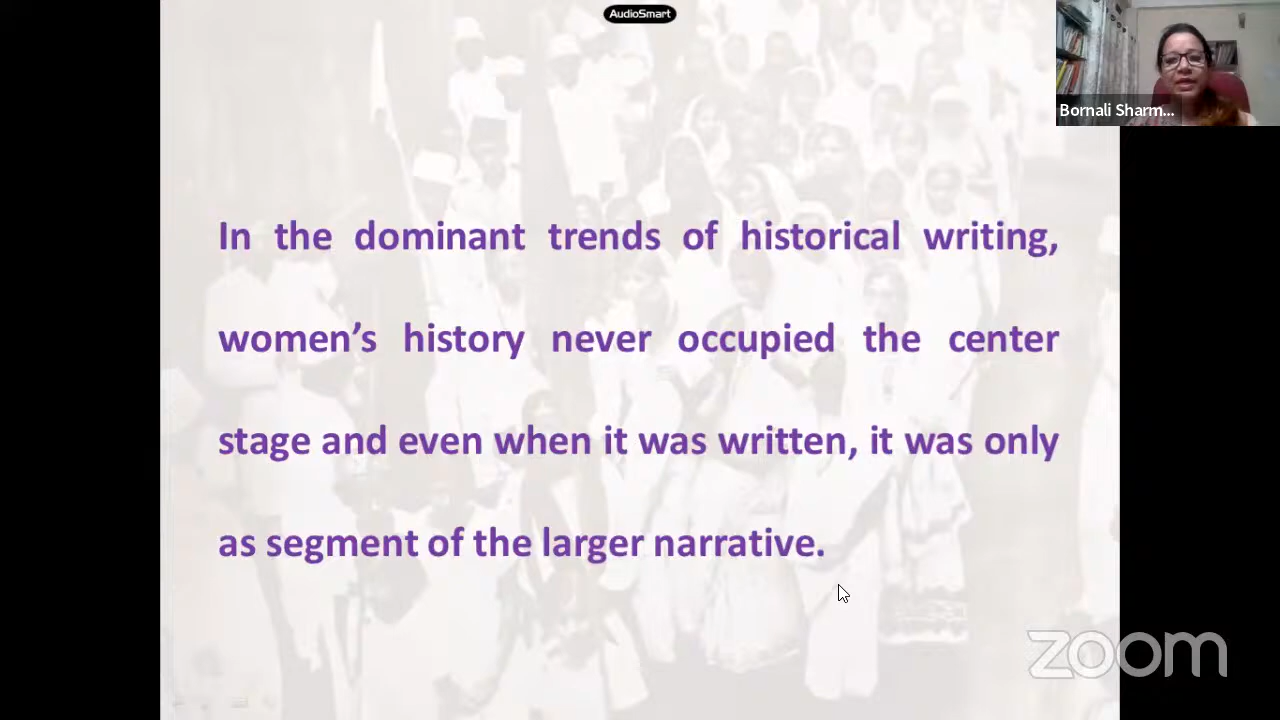 AudioSmart
Bornali Sharm...
In the dominant trends of historical writing,
women’s history never occupied the center
stage and even when it was written, it was only
as segment of the larger narrative.
zoom